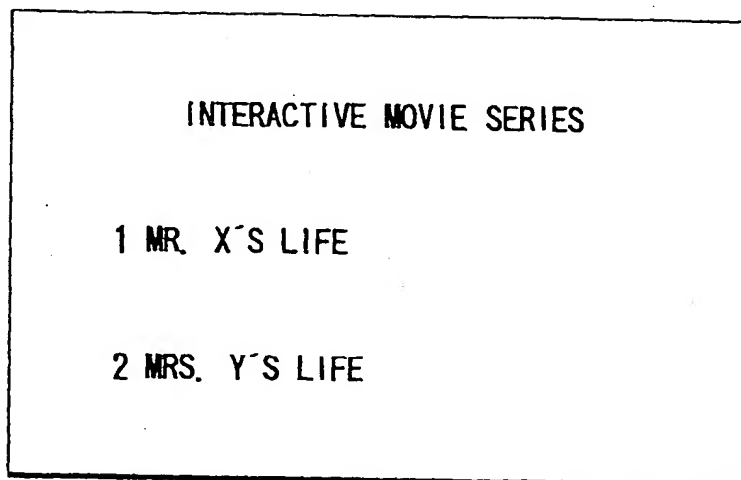 INTERACTIVE MOVIE SERIES
1 MR. X´S LIFE
2 MRS. Y´S LIFE